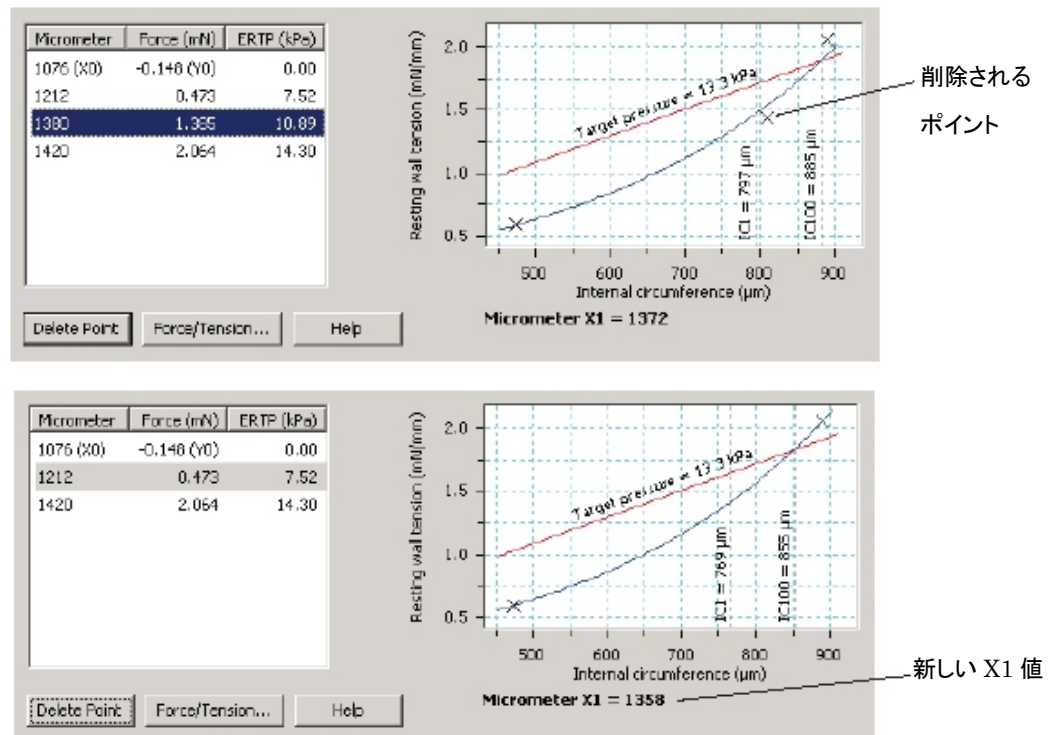 Micrometer Force (mN) ERTP (kPa)
1076 (X0) -0.148 (Y0) 0.00
1212 0.473 7.52
1380 1.385 10.89
1420 2.064 14.30
Delete Point Force/Tension... Help
Resting wall tension (mN/mm)
2.0
1.5
1.0
0.5
Target pressure = 13.3 kPa
IC1 = 797 µm
IC100 = 885 µm
500 600 700 800 900
Internal circumference (µm)
Micrometer X1 = 1372
削除される
ポイント
Micrometer Force (mN) ERTP (kPa)
1076 (X0) -0.148 (Y0) 0.00
1212 0.473 7.52
1420 2.064 14.30
Delete Point Force/Tension... Help
Resting wall tension (mN/mm)
2.0
1.5
1.0
0.5
Target pressure = 13.3 kPa
IC1 = 769 µm
IC100 = 855 µm
500 600 700 800 900
Internal circumference (µm)
Micrometer X1 = 1358
新しい X1 値